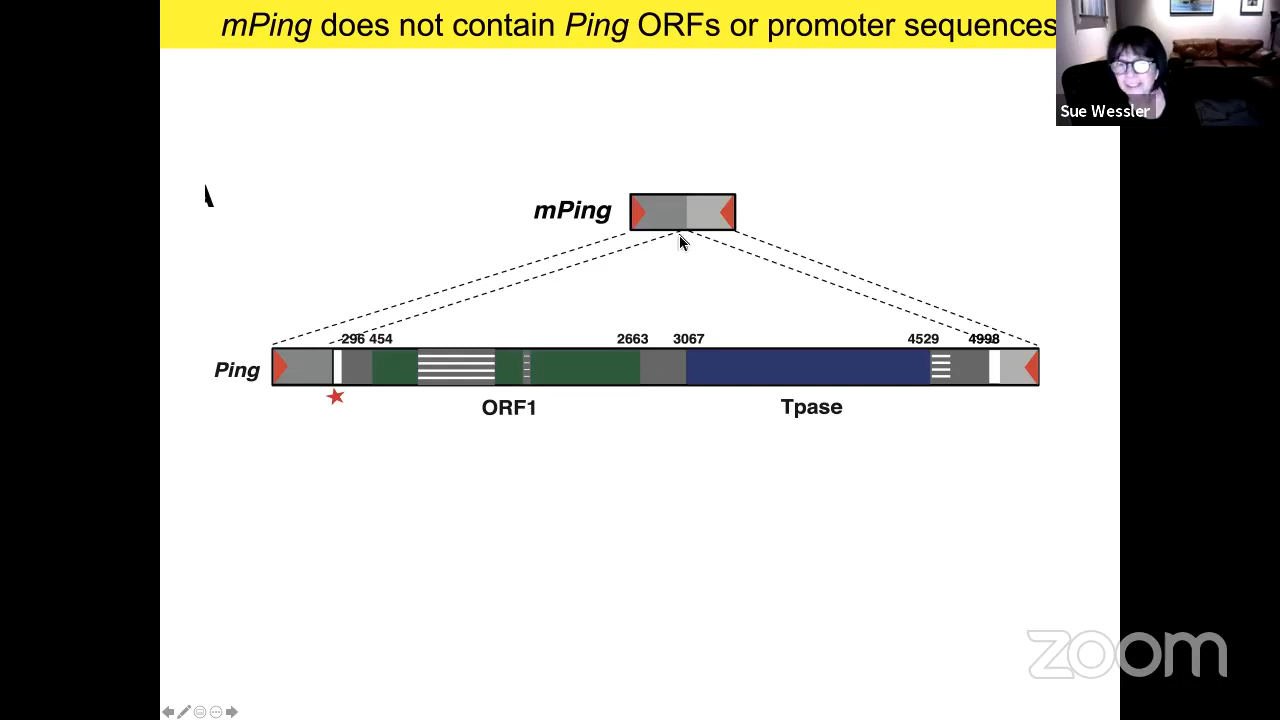 mPing does not contain Ping ORFs or promoter sequences
Sue Wessler
mPing
296 454 2663 3067 4529 4998
Ping
ORF1 Tpase
zoom